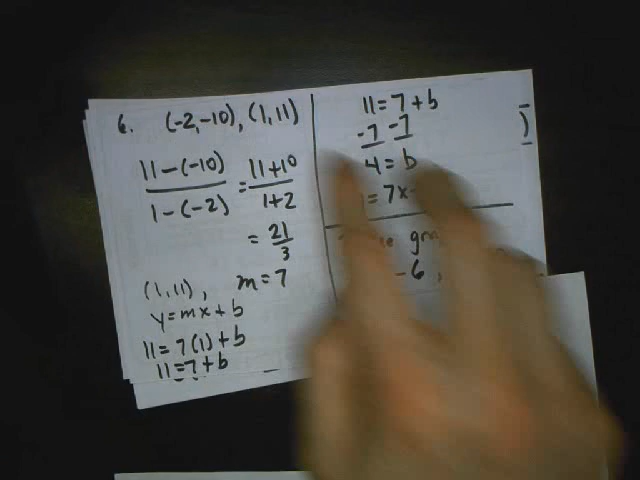 6. (-2,-10), (1,11)
11-(-10)/1-(-2) = 11+10/1+2
= 21/3
(1,11), m=7
y=mx+b
11=7(1)+b
11=7+b
11=7+b
-7 -7
4=b
=7x
-6,